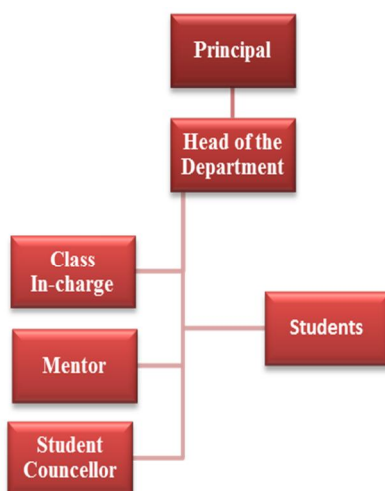 Principal
Head of the
Department
Class
In-charge
Students
Mentor
Student
Councellor